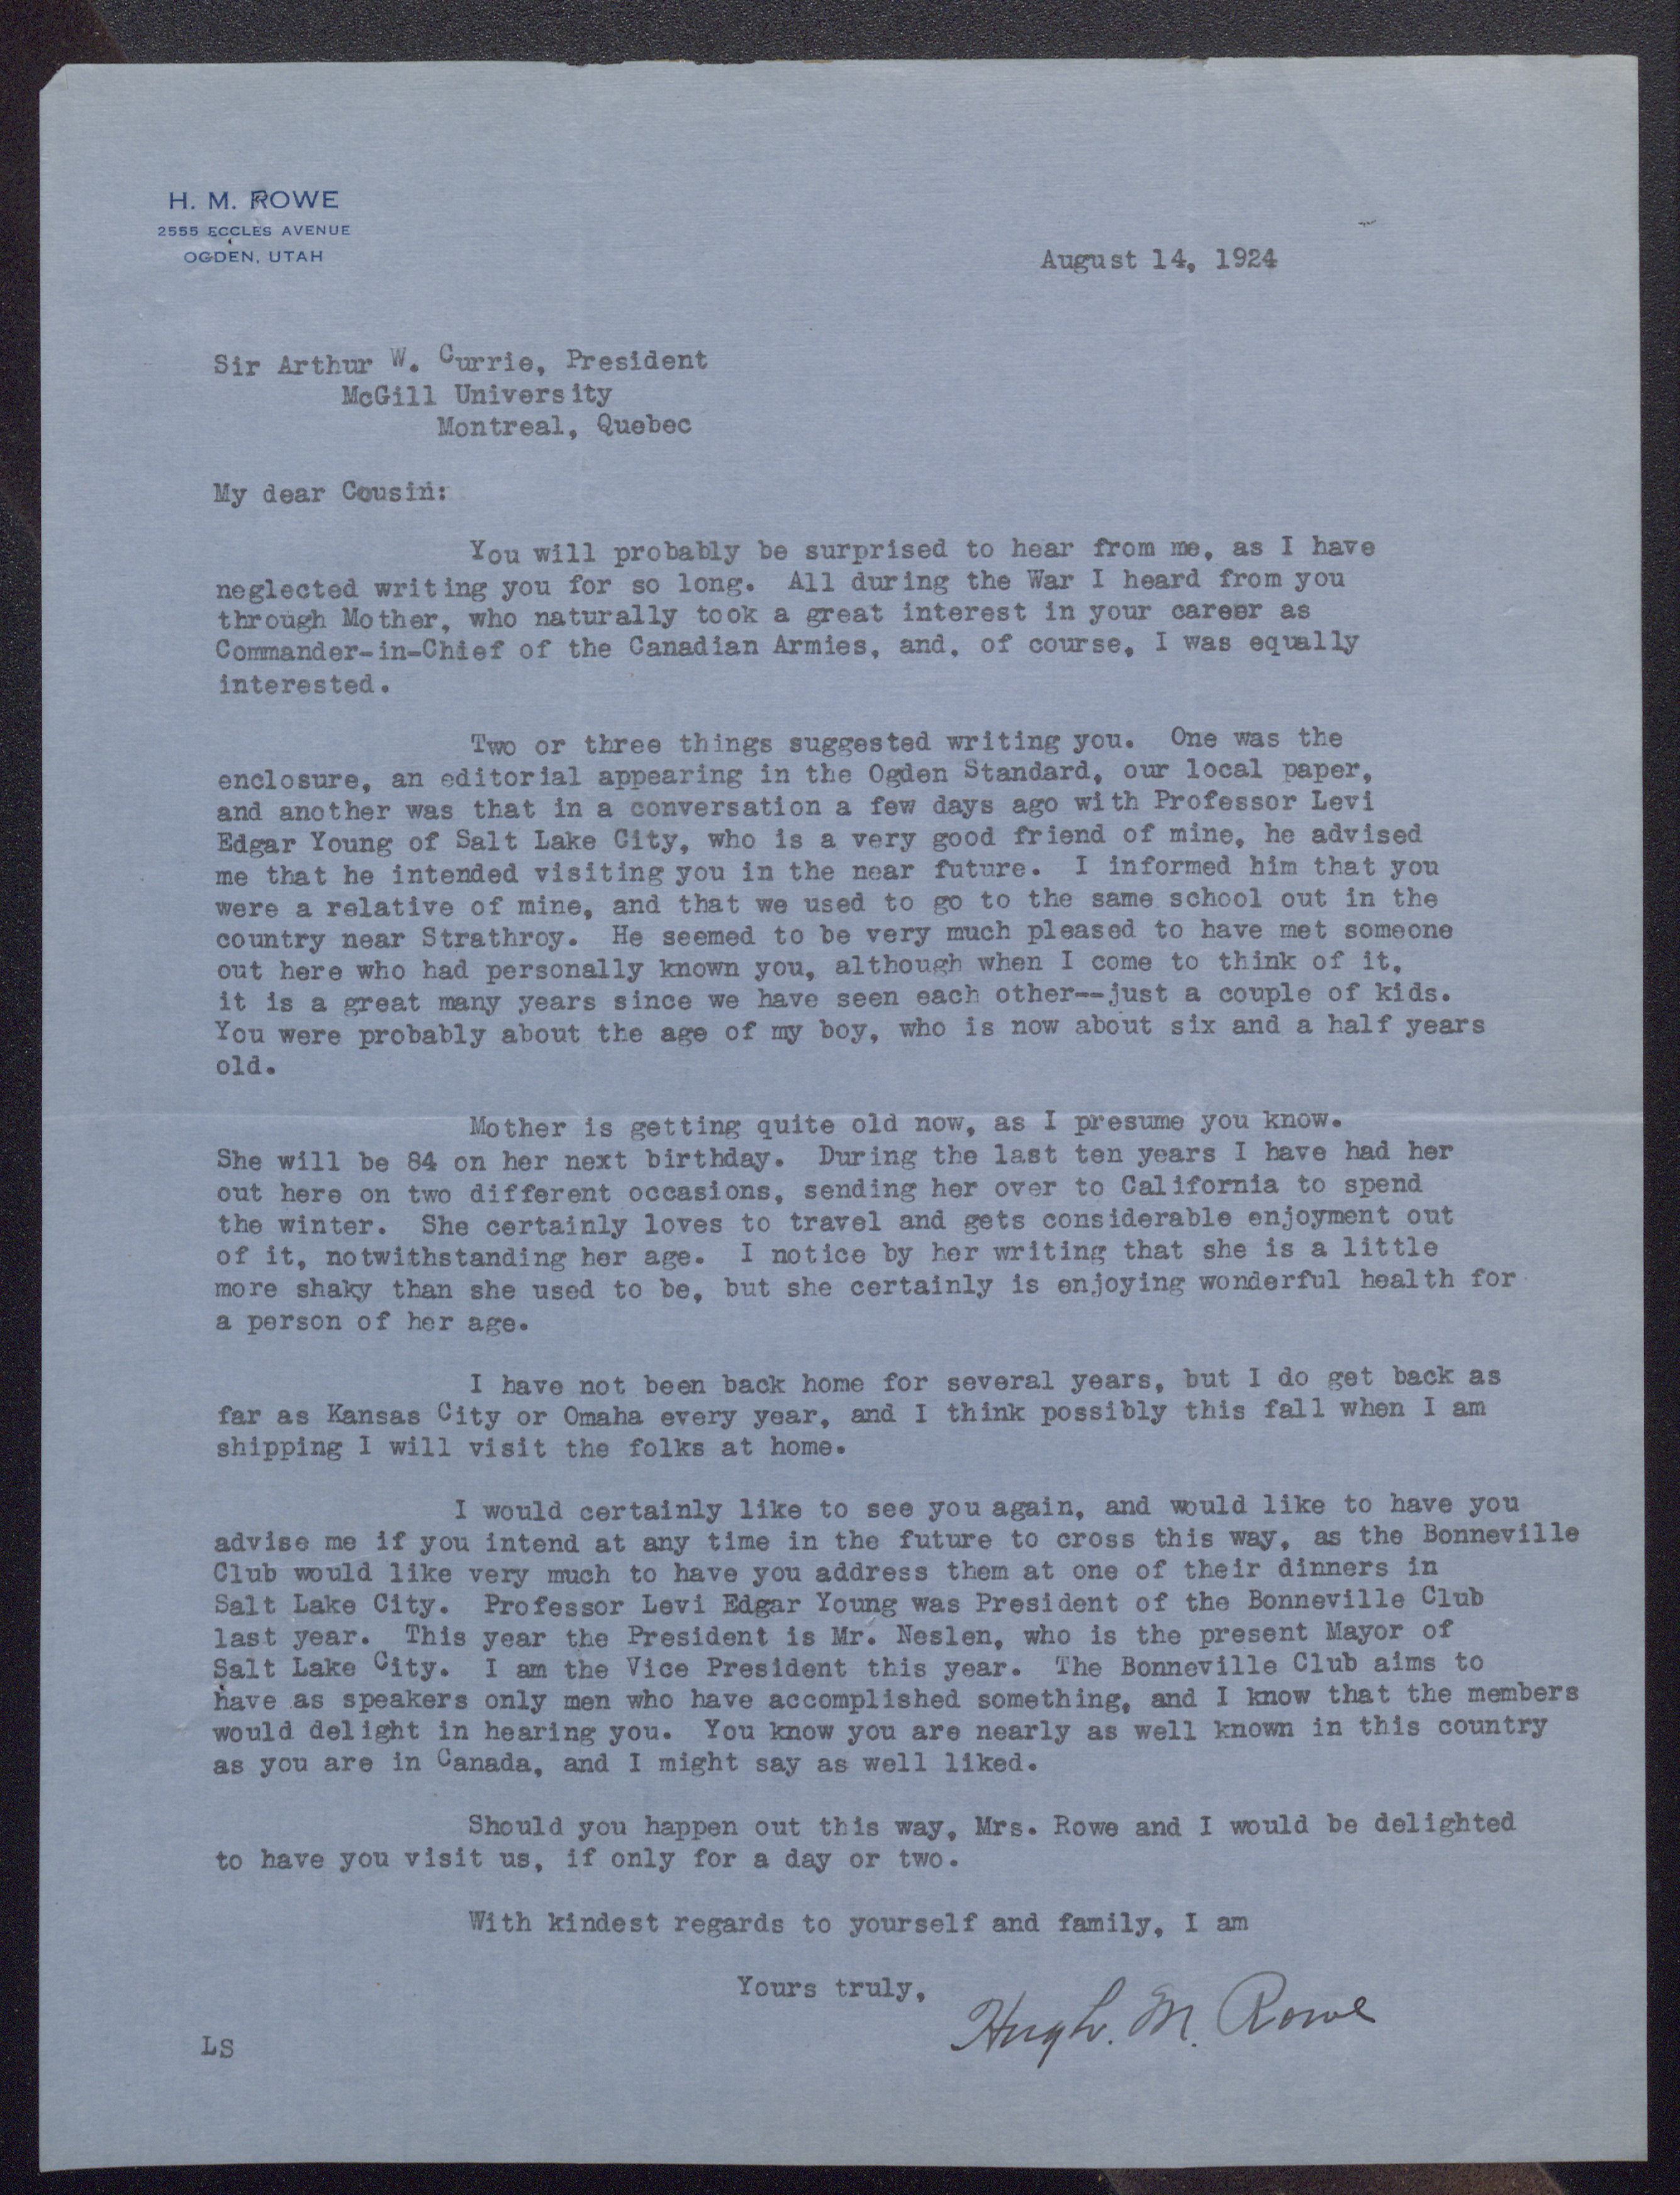 H. M. ROWE
2555 ECCLES AVENUE
OGDEN, UTAH
August 14, 1924
Sir Arthur W. Currie, President
McGill University
Montreal, Quebec
My dear Cousin:
You will probably be surprised to hear from me, as I have
neglected writing you for so long. All during the War I heard from you
through Mother, who naturally took a great interest in your career as
Commander-in-Chief of the Canadian Armies, and, of course, I was equally
interested.
Two or three things suggested writing you. One was the
enclosure, an editorial appearing in the Ogden Standard, our local paper,
and another was that in a conversation a few days ago with Professor Levi
Edgar Young of Salt Lake City, who is a very good friend of mine, he advised
me that he intended visiting you in the near future. I informed him that you
were a relative of mine, and that we used to go to the same school out in the
country near Strathroy. He seemed to be very much pleased to have met someone
out here who had personally known you, although when I come to think of it,
it is a great many years since we have seen each other--just a couple of kids.
You were probably about the age of my boy, who is now about six and a half years
old.
Mother is getting quite old now, as I presume you know.
She will be 84 on her next birthday. During the last ten years I have had her
out here on two different occasions, sending her over to California to spend
the winter. She certainly loves to travel and gets considerable enjoyment out
of it, notwithstanding her age. I notice by her writing that she is a little
more shaky than she used to be, but she certainly is enjoying wonderful health for
a person of her age.
I have not been back home for several years, but I do get back as
far as Kansas City or Omaha every year, and I think possibly this fall when I am
shipping I will visit the folks at home.
I would certainly like to see you again, and would like to have you
advise me if you intend at any time in the future to cross this way, as the Bonneville
Club would like very much to have you address them at one of their dinners in
Salt Lake City. Professor Levi Edgar Young was President of the Bonneville Club
last year. This year the President is Mr. Neslen, who is the present Mayor of
Salt Lake City. I am the Vice President this year. The Bonneville Club aims to
have as speakers only men who have accomplished something, and I know that the members
would delight in hearing you. You know you are nearly as well known in this country
as you are in Canada, and I might say as well liked.
Should you happen out this way, Mrs. Rowe and I would be delighted
to have you visit us, if only for a day or two.
With kindest regards to yourself and family, I am
Yours truly,
Hugh. M. Rowe
LS